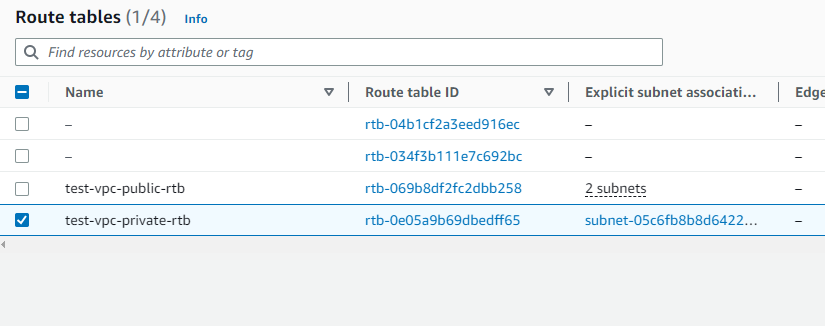 Route tables (1/4) Info
Find resources by attribute or tag
Name Route table ID Explicit subnet associati... Edge
– rtb-04b1cf2a3eed916ec – –
– rtb-034f3b111e7c692bc – –
test-vpc-public-rtb rtb-069b8df2fc2dbb258 2 subnets –
test-vpc-private-rtb rtb-0e05a9b69dbedff65 subnet-05c6fb8b8d6422... –